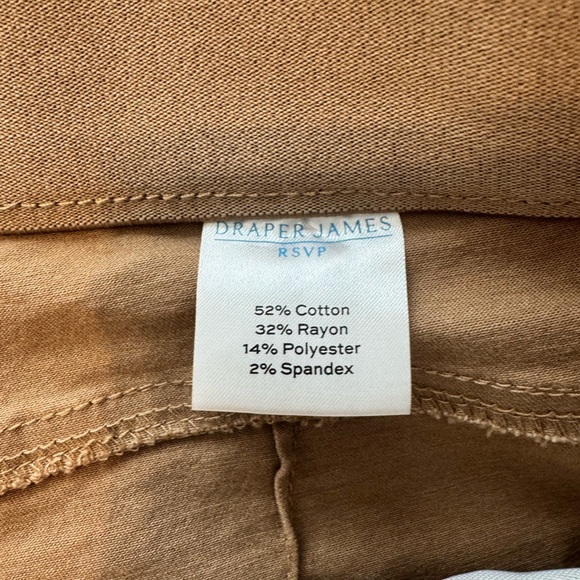 DRAPER JAMES
RSVP
52% Cotton
32% Rayon
14% Polyester
2% Spandex